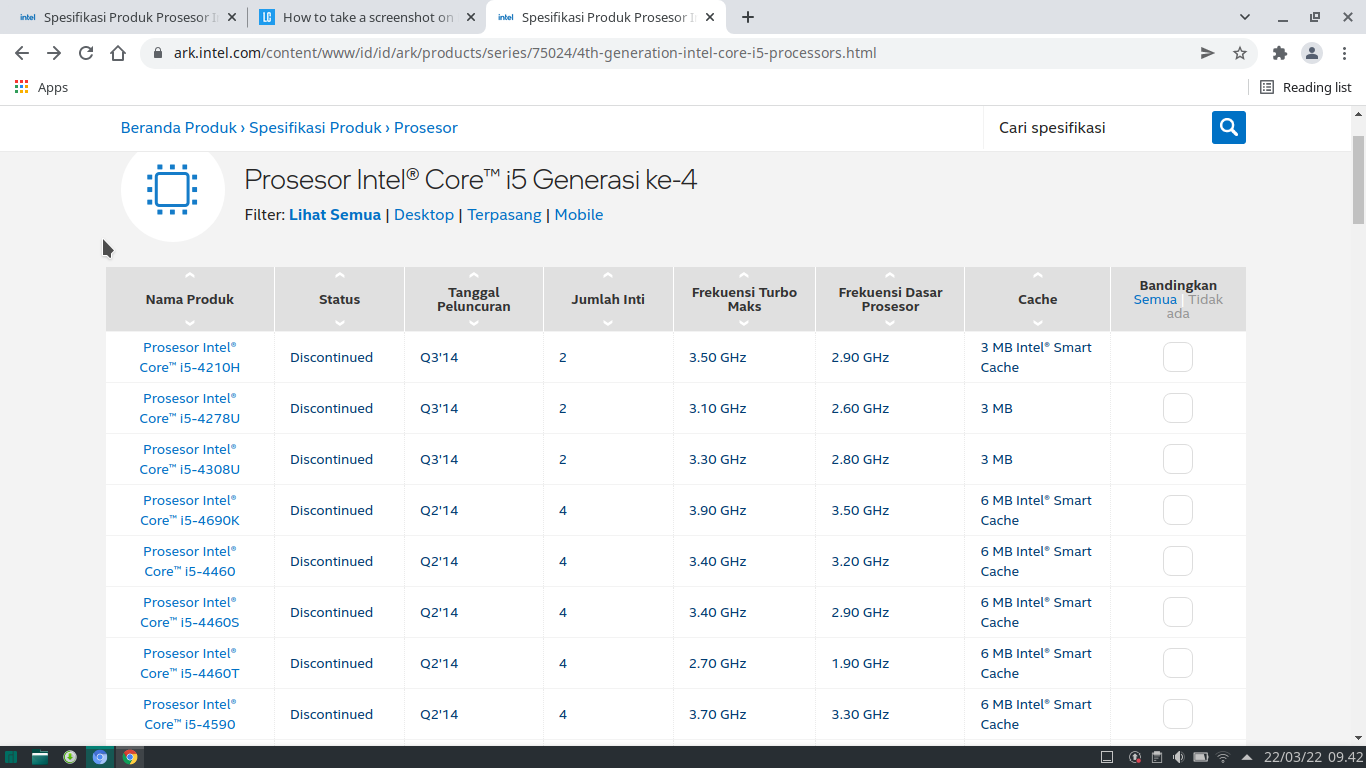 intel Spesifikasi Produk Prosesor I
LG How to take a screenshot on
intel Spesifikasi Produk Prosesor I
ark.intel.com/content/www/id/id/ark/products/series/75024/4th-generation-intel-core-i5-processors.html
Apps
Reading list
Beranda Produk › Spesifikasi Produk › Prosesor
Cari spesifikasi
Prosesor Intel® Core™ i5 Generasi ke-4
Filter: Lihat Semua | Desktop | Terpasang | Mobile
Nama Produk
Status
Tanggal
Peluncuran
Jumlah Inti
Frekuensi Turbo
Maks
Frekuensi Dasar
Prosesor
Cache
Bandingkan
Semua | Tidak
ada
Prosesor Intel®
Core™ i5-4210H
Discontinued
Q3'14
2
3.50 GHz
2.90 GHz
3 MB Intel® Smart
Cache
Prosesor Intel®
Core™ i5-4278U
Discontinued
Q3'14
2
3.10 GHz
2.60 GHz
3 MB
Prosesor Intel®
Core™ i5-4308U
Discontinued
Q3'14
2
3.30 GHz
2.80 GHz
3 MB
Prosesor Intel®
Core™ i5-4690K
Discontinued
Q2'14
4
3.90 GHz
3.50 GHz
6 MB Intel® Smart
Cache
Prosesor Intel®
Core™ i5-4460
Discontinued
Q2'14
4
3.40 GHz
3.20 GHz
6 MB Intel® Smart
Cache
Prosesor Intel®
Core™ i5-4460S
Discontinued
Q2'14
4
3.40 GHz
2.90 GHz
6 MB Intel® Smart
Cache
Prosesor Intel®
Core™ i5-4460T
Discontinued
Q2'14
4
2.70 GHz
1.90 GHz
6 MB Intel® Smart
Cache
Prosesor Intel®
Core™ i5-4590
Discontinued
Q2'14
4
3.70 GHz
3.30 GHz
6 MB Intel® Smart
Cache
22/03/22 09.42